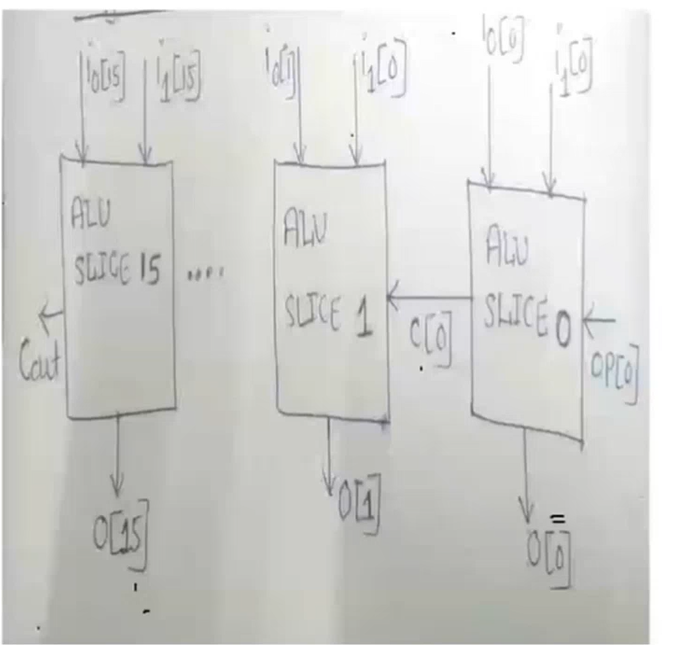 i0[15] i1[15] i0[1] i1[0] i0[0] i1[0]
ALU
SLICE 15
....
ALU
SLICE 1
ALU
SLICE 0
Cout
C[0]
OP[0]
O[15]
O[1]
O[0]